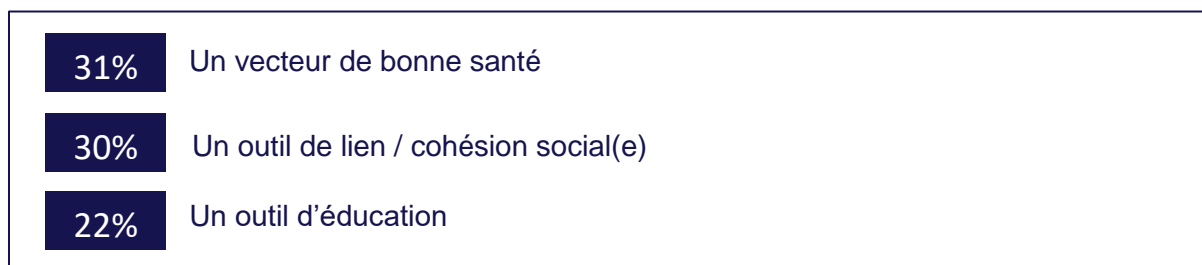 31% Un vecteur de bonne santé
30% Un outil de lien / cohésion social(e)
22% Un outil d'éducation